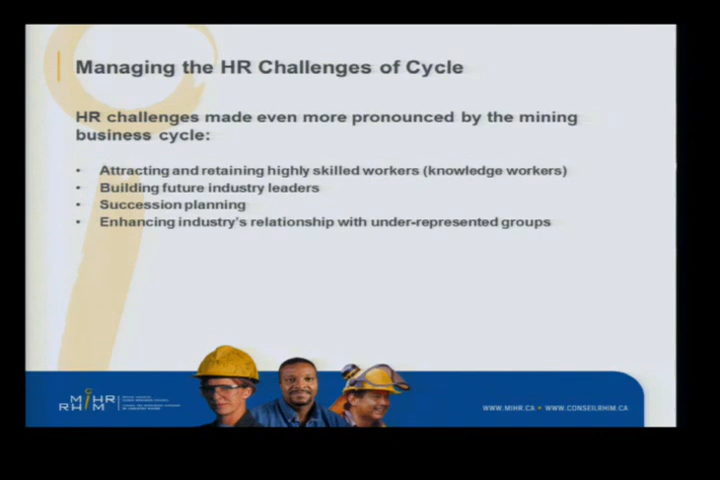 Managing the HR Challenges of Cycle
HR challenges made even more pronounced by the mining
business cycle:
• Attracting and retaining highly skilled workers (knowledge workers)
• Building future industry leaders
• Succession planning
• Enhancing industry's relationship with under-represented groups
MiHR
RHiM
WWW.MIHR.CA • WWW.CONSEILRHIM.CA